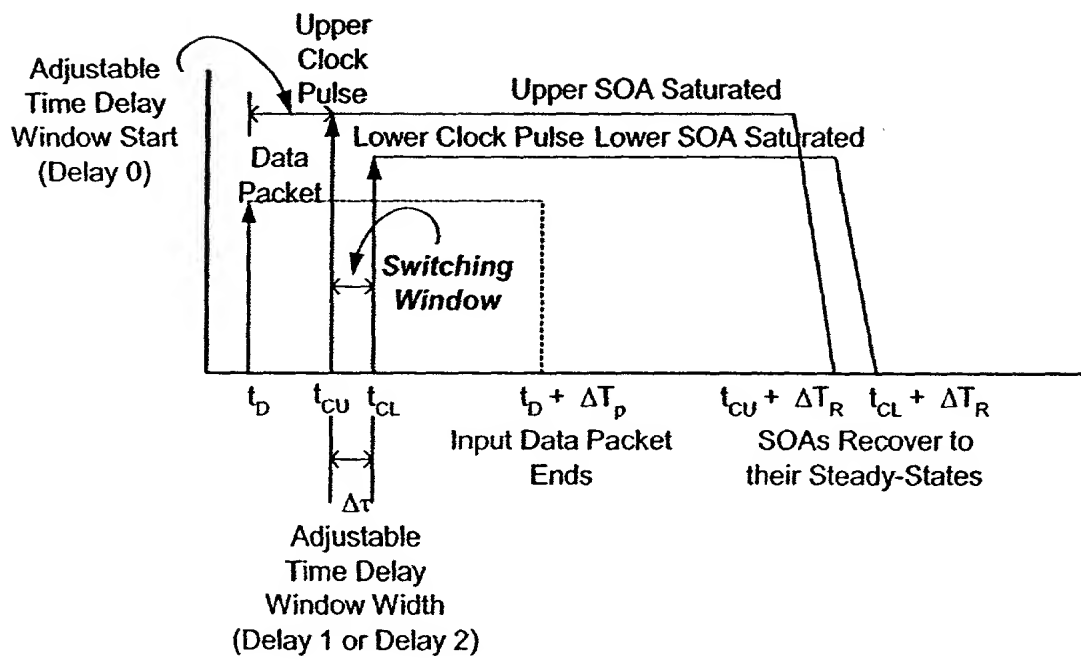 Adjustable
Time Delay
Window Start
(Delay 0)
Upper
Clock
Pulse
Upper SOA Saturated
Lower Clock Pulse Lower SOA Saturated
Data
Packet
Switching
Window
t_D
t_CU
t_CL
t_D + ΔT_p
t_CU + ΔT_R
t_CL + ΔT_R
Input Data Packet
Ends
SOAs Recover to
their Steady-States
Δτ
Adjustable
Time Delay
Window Width
(Delay 1 or Delay 2)